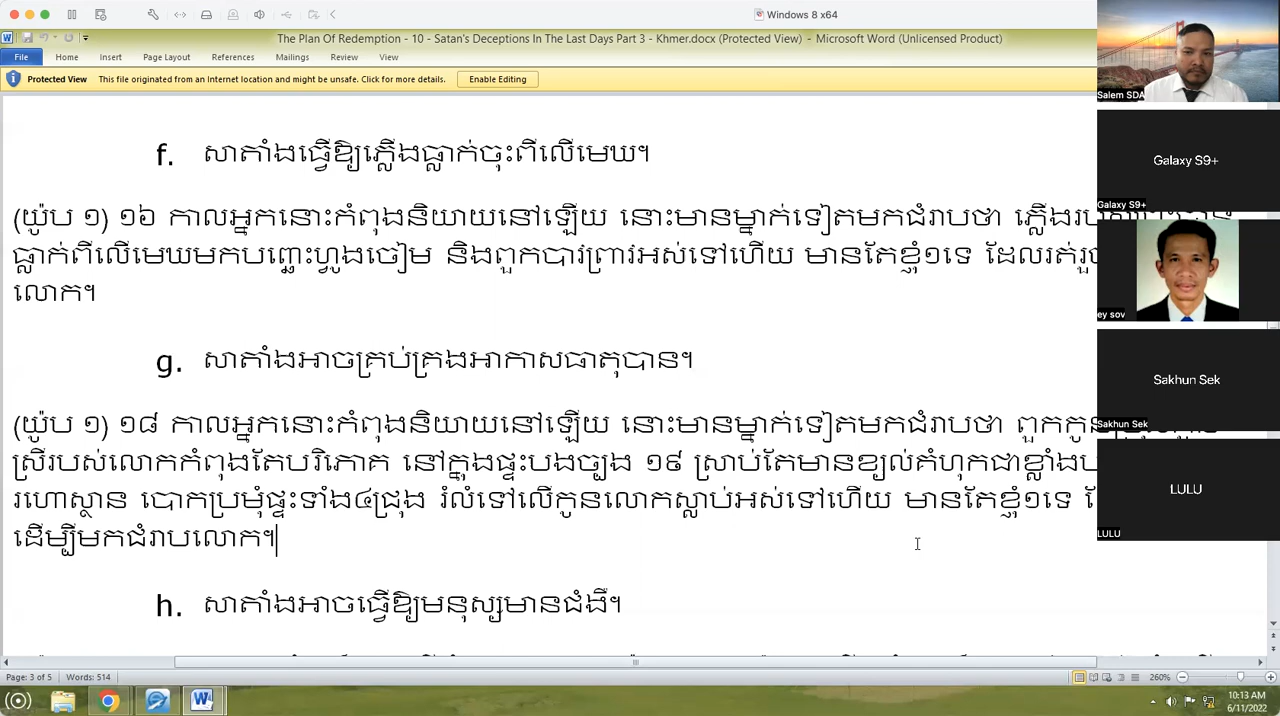 Windows 8 x64
The Plan Of Redemption - 10 - Satan's Deceptions In The Last Days Part 3 - Khmer.docx (Protected View) - Microsoft Word (Unlicensed Product)
File Home Insert Page Layout References Mailings Review View
Protected View This file originated from an Internet location and might be unsafe. Click for more details. Enable Editing
f. សាតាំងធ្វើឱ្យភ្លើងធ្លាក់ចុះពីលើមេឃ។
(យ៉ូប ១) ១៦ កាលអ្នកនោះកំពុងនិយាយនៅឡើយ នោះមានម្នាក់ទៀតមកជំរាបថា ភ្លើង
ធ្លាក់ពីលើមេឃមកបញ្ឆេះហ្វូងចៀម និងពួកបាវព្រាវអស់ទៅហើយ មានតែខ្ញុំ១ទេ ដែលរត់
លោក។
g. សាតាំងអាចគ្រប់គ្រងអាកាសធាតុបាន។
(យ៉ូប ១) ១៨ កាលអ្នកនោះកំពុងនិយាយនៅឡើយ នោះមានម្នាក់ទៀតមកជំរាបថា
ស្រីរបស់លោកកំពុងតែបរិភោគ នៅក្នុងផ្ទះបងច្បង ១៩ ស្រាប់តែមានខ្យល់គំហុកជាខ្លាំង
រហោស្ថាន បោកប្រមុំផ្ទះទាំង៤ជ្រុង រំលំទៅលើកូនលោកស្លាប់អស់ទៅហើយ មានតែខ្ញុំ១ទេ
ដើម្បីមកជំរាបលោក។
h. សាតាំងអាចធ្វើឱ្យមនុស្សមានជំងឺ។
Page: 3 of 5 Words: 514 260%
10:13 AM
6/11/2022
Salem SDA
Galaxy S9+
Galaxy S9+
ey sov
Sakhun Sek
Sakhun Sek
LULU
LULU